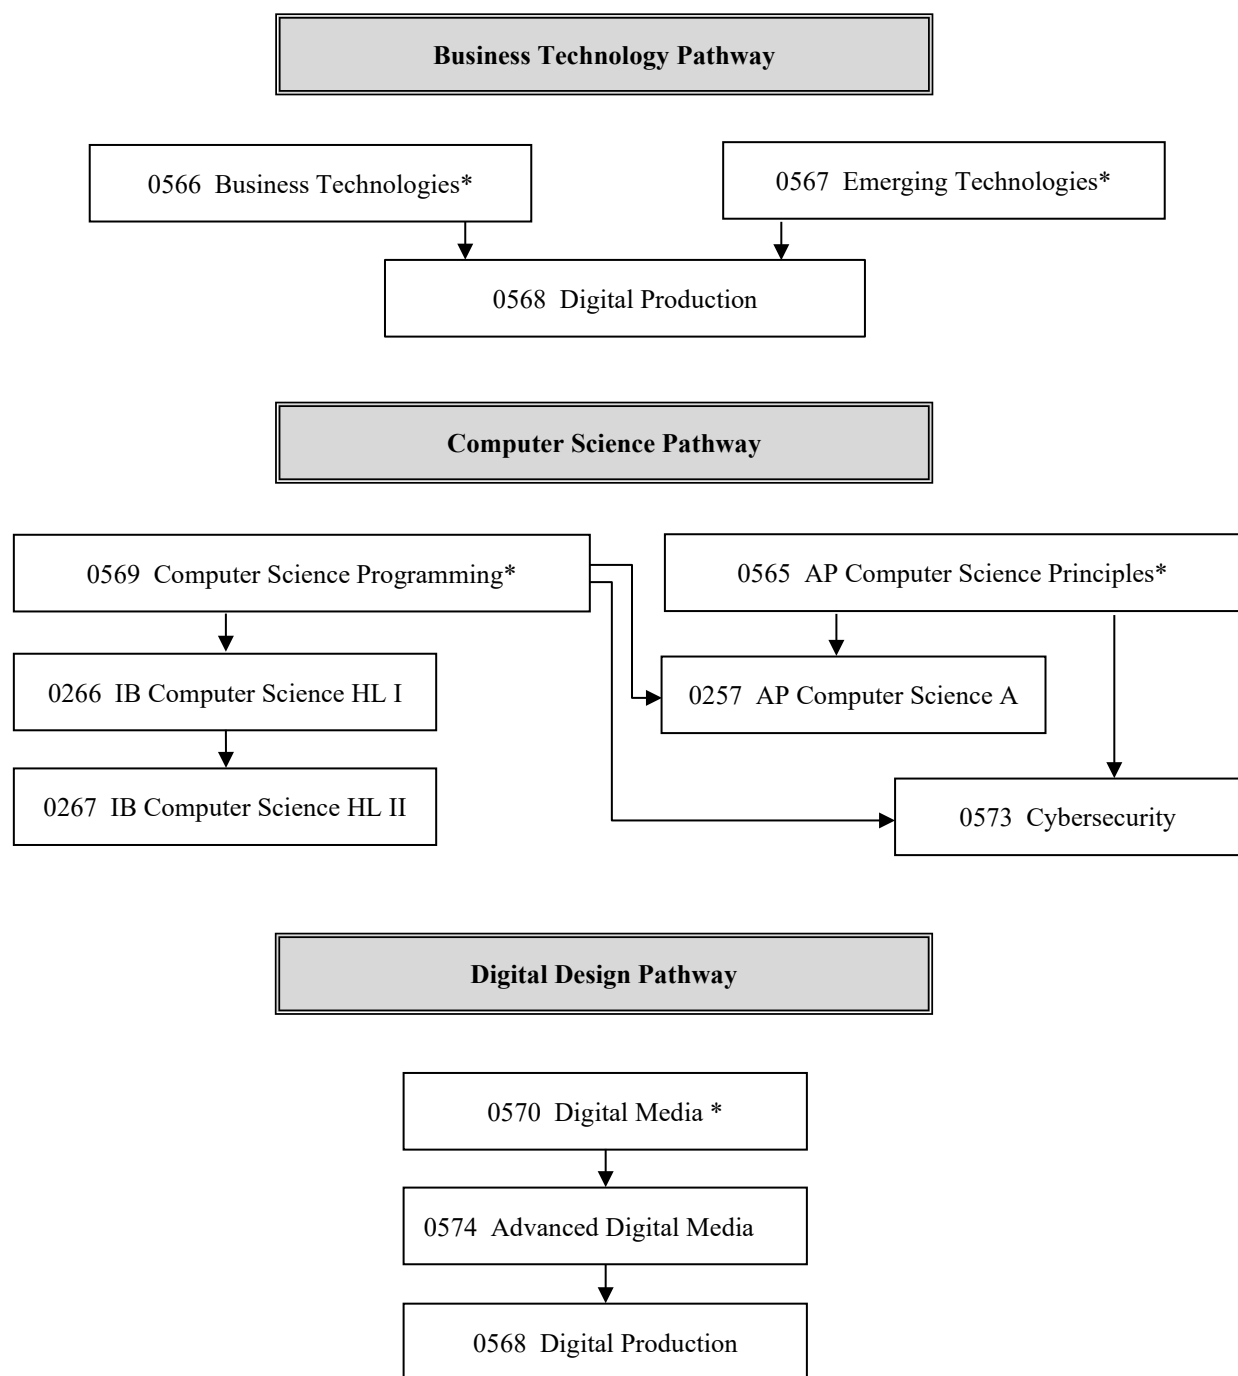 Business Technology Pathway
0566  Business Technologies*
0567  Emerging Technologies*
0568  Digital Production
Computer Science Pathway
0569  Computer Science Programming*
0565  AP Computer Science Principles*
0266  IB Computer Science HL I
0257  AP Computer Science A
0267  IB Computer Science HL II
0573  Cybersecurity
Digital Design Pathway
0570  Digital Media *
0574  Advanced Digital Media
0568  Digital Production